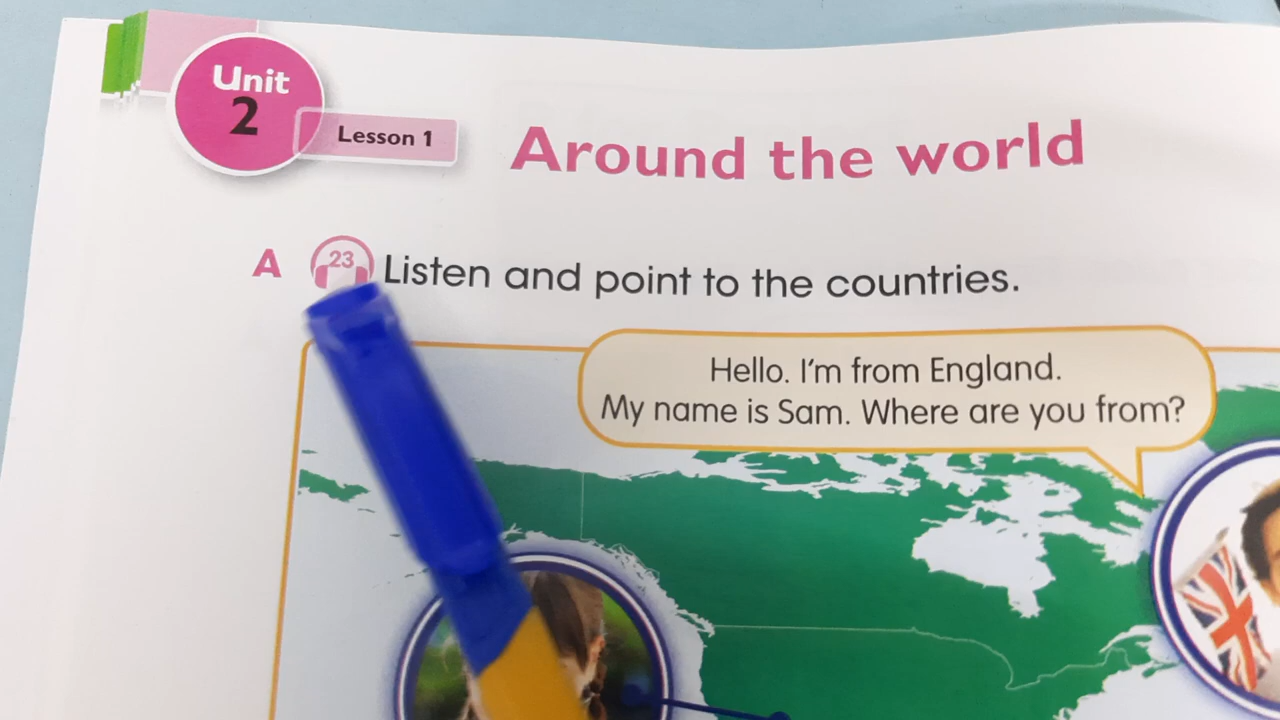 Unit
2
Lesson 1
Around the world
A 23 Listen and point to the countries.
Hello. I'm from England.
My name is Sam. Where are you from?